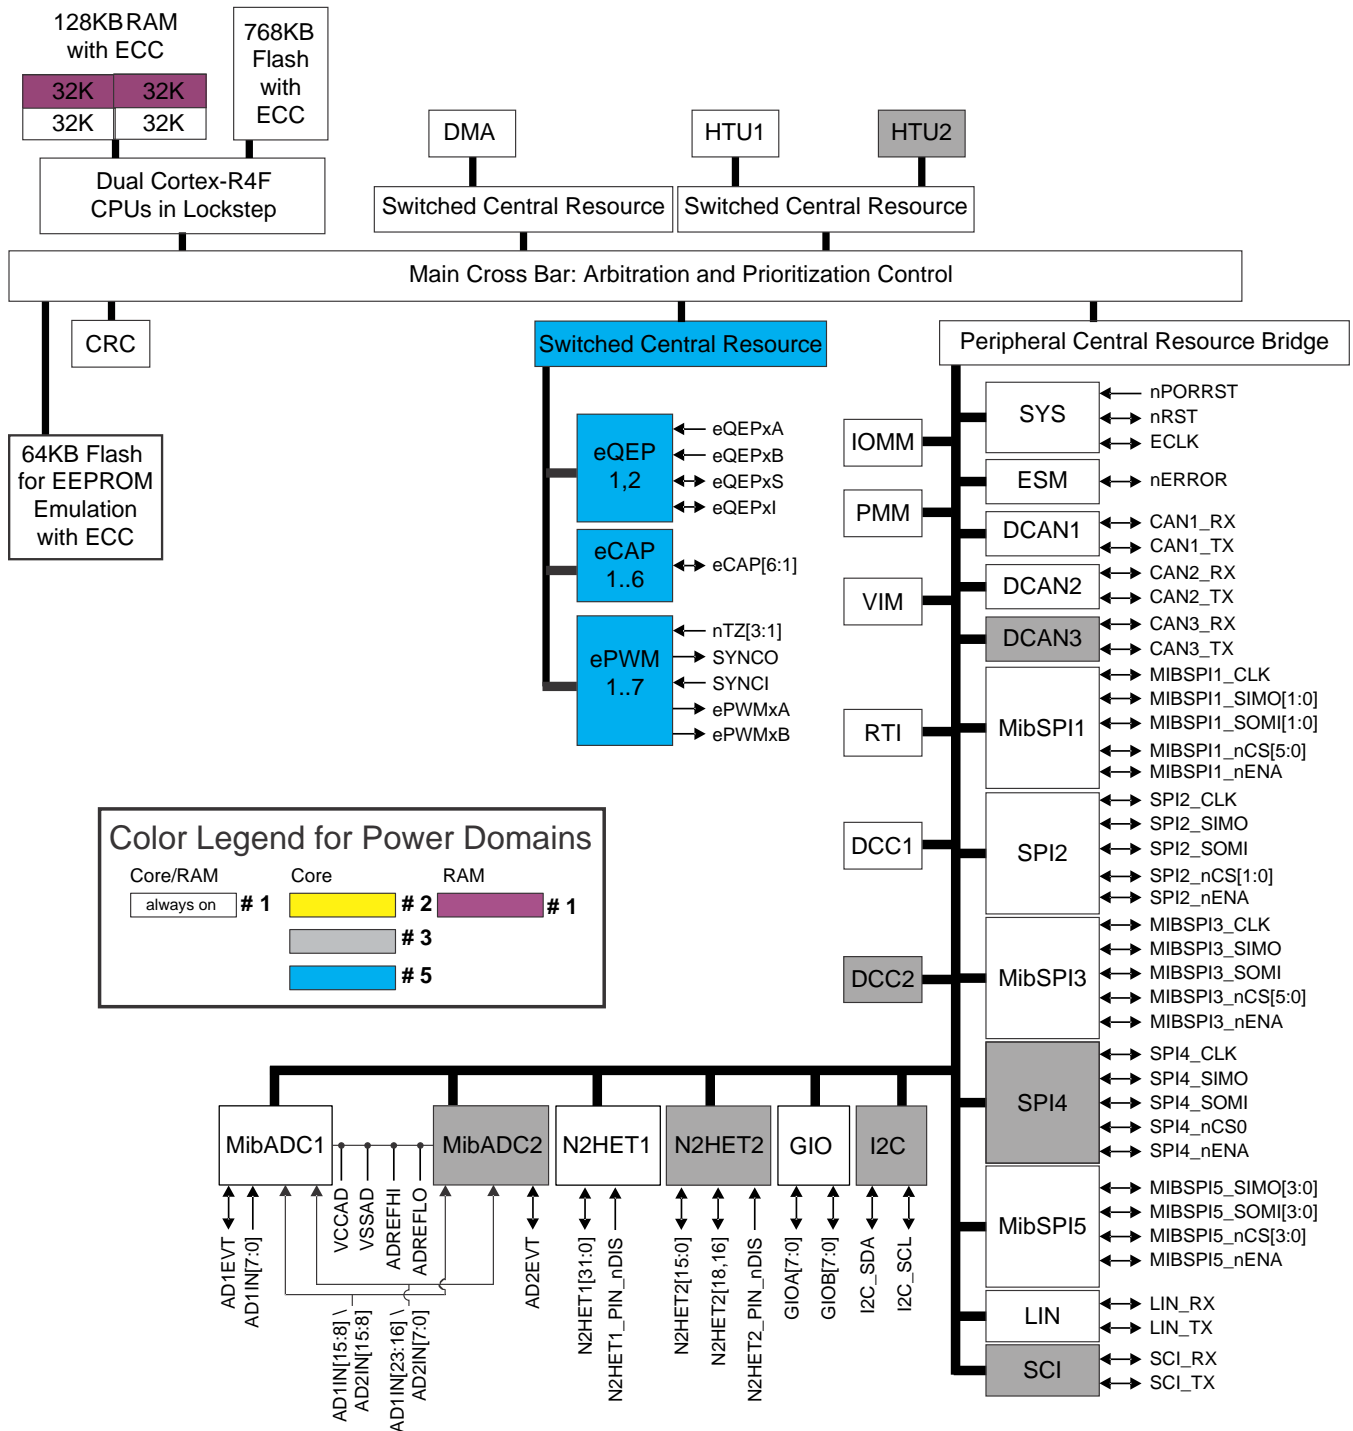 128KB RAM
with ECC
32K 32K
32K 32K
768KB
Flash
with
ECC
DMA
HTU1
HTU2
Dual Cortex-R4F
CPUs in Lockstep
Switched Central Resource
Switched Central Resource
Main Cross Bar: Arbitration and Prioritization Control
CRC
Switched Central Resource
Peripheral Central Resource Bridge
64KB Flash
for EEPROM
Emulation
with ECC
eQEP
1,2
eQEPxA
eQEPxB
eQEPxS
eQEPxI
eCAP
1..6
eCAP[6:1]
ePWM
1..7
nTZ[3:1]
SYNCO
SYNCI
ePWMxA
ePWMxB
IOMM
PMM
VIM
RTI
DCC1
DCC2
SYS
nPORRST
nRST
ECLK
ESM
nERROR
DCAN1
CAN1_RX
CAN1_TX
DCAN2
CAN2_RX
CAN2_TX
DCAN3
CAN3_RX
CAN3_TX
MibSPI1
MIBSPI1_CLK
MIBSPI1_SIMO[1:0]
MIBSPI1_SOMI[1:0]
MIBSPI1_nCS[5:0]
MIBSPI1_nENA
SPI2
SPI2_CLK
SPI2_SIMO
SPI2_SOMI
SPI2_nCS[1:0]
SPI2_nENA
MibSPI3
MIBSPI3_CLK
MIBSPI3_SIMO
MIBSPI3_SOMI
MIBSPI3_nCS[5:0]
MIBSPI3_nENA
SPI4
SPI4_CLK
SPI4_SIMO
SPI4_SOMI
SPI4_nCS0
SPI4_nENA
MibSPI5
MIBSPI5_SIMO[3:0]
MIBSPI5_SOMI[3:0]
MIBSPI5_nCS[3:0]
MIBSPI5_nENA
LIN
LIN_RX
LIN_TX
SCI
SCI_RX
SCI_TX
Color Legend for Power Domains
Core/RAM Core RAM
always on # 1 # 2 # 1
# 3
# 5
MibADC1
MibADC2
N2HET1
N2HET2
GIO
I2C
AD1EVT
AD1IN[7:0]
VCCAD
VSSAD
ADREFHI
ADREFLO
AD1IN[15:8] \
AD2IN[15:8]
AD1IN[23:16] \
AD2IN[7:0]
AD2EVT
N2HET1[31:0]
N2HET1_PIN_nDIS
N2HET2[15:0]
N2HET2[18,16]
N2HET2_PIN_nDIS
GIOA[7:0]
GIOB[7:0]
I2C_SDA
I2C_SCL